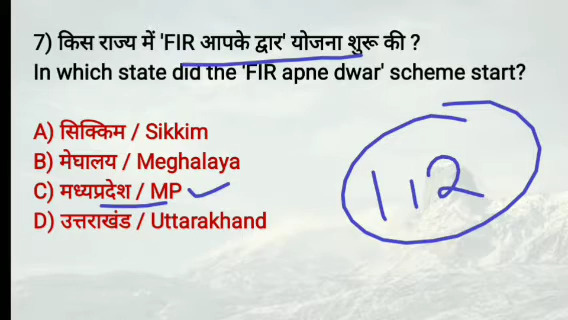 7) किस राज्य में 'FIR आपके द्वार' योजना शुरू की ?
In which state did the 'FIR apne dwar' scheme start?
A) सिक्किम / Sikkim
B) मेघालय / Meghalaya
C) मध्यप्रदेश / MP
D) उत्तराखंड / Uttarakhand
112